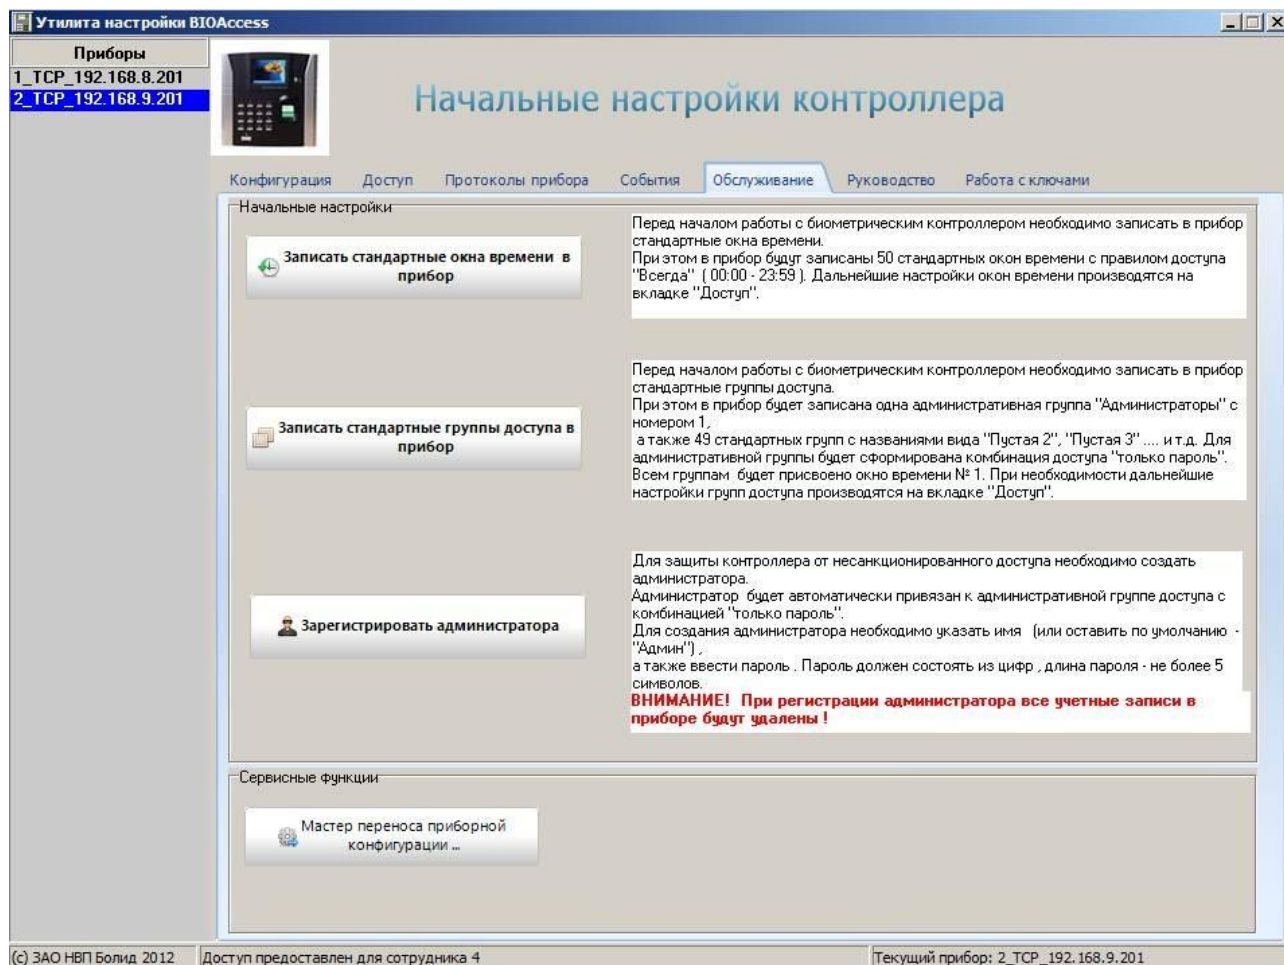 Утилита настройки BIOAccess
Приборы
1_TCP_192.168.8.201
2_TCP_192.168.9.201
Начальные настройки контроллера
Конфигурация Доступ Протоколы прибора События Обслуживание Руководство Работа с ключами
Начальные настройки
Записать стандартные окна времени в
прибор
Перед началом работы с биометрическим контроллером необходимо записать в прибор
стандартные окна времени.
При этом в прибор будут записаны 50 стандартных окон времени с правилом доступа
"Всегда" ( 00:00 - 23:59 ). Дальнейшие настройки окон времени производятся на
вкладке "Доступ".
Записать стандартные группы доступа в
прибор
Перед началом работы с биометрическим контроллером необходимо записать в прибор
стандартные группы доступа.
При этом в прибор будет записана одна административная группа "Администраторы" с
номером 1,
а также 49 стандартных групп с названиями вида "Пустая 2", "Пустая 3" .... и т.д. Для
административной группы будет сформирована комбинация доступа "только пароль".
Всем группам будет присвоено окно времени № 1. При необходимости дальнейшие
настройки групп доступа производятся на вкладке "Доступ".
Зарегистрировать администратора
Для защиты контроллера от несанкционированного доступа необходимо создать
администратора.
Администратор будет автоматически привязан к административной группе доступа с
комбинацией "только пароль".
Для создания администратора необходимо указать имя (или оставить по умолчанию -
"Админ") ,
а также ввести пароль . Пароль должен состоять из цифр , длина пароля - не более 5
символов.
ВНИМАНИЕ! При регистрации администратора все учетные записи в
приборе будут удалены !
Сервисные функции
Мастер переноса приборной
конфигурации ...
(c) ЗАО НВП Болид 2012 Доступ предоставлен для сотрудника 4 Текущий прибор: 2_TCP_192.168.9.201